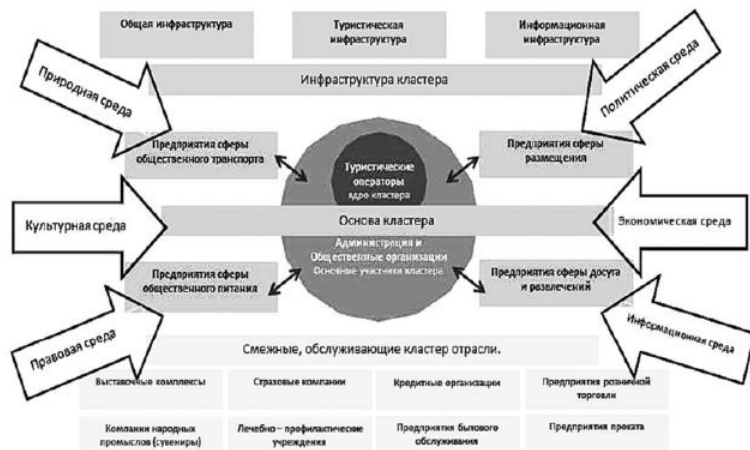 Общая инфраструктура
Туристическая
инфраструктура
Информационная
инфраструктура
Инфраструктура кластера
Природная среда
Политическая среда
Предприятия сферы
общественного транспорта
Туристические
операторы
ядро кластера
Предприятия сферы
размещения
Культурная среда
Основа кластера
Экономическая среда
Администрация и
Общественные организации
Основные участники кластера
Предприятия сферы
общественного питания
Предприятия сферы досуга
и развлечений
Правовая среда
Информационная среда
Смежные, обслуживающие кластер отрасли.
Выставочные комплексы
Страховые компании
Кредитные организации
Предприятия розничной
торговли
Компании народных
промыслов (сувениры)
Лечебно – профилактические
учреждения
Предприятия бытового
обслуживания
Предприятия проката